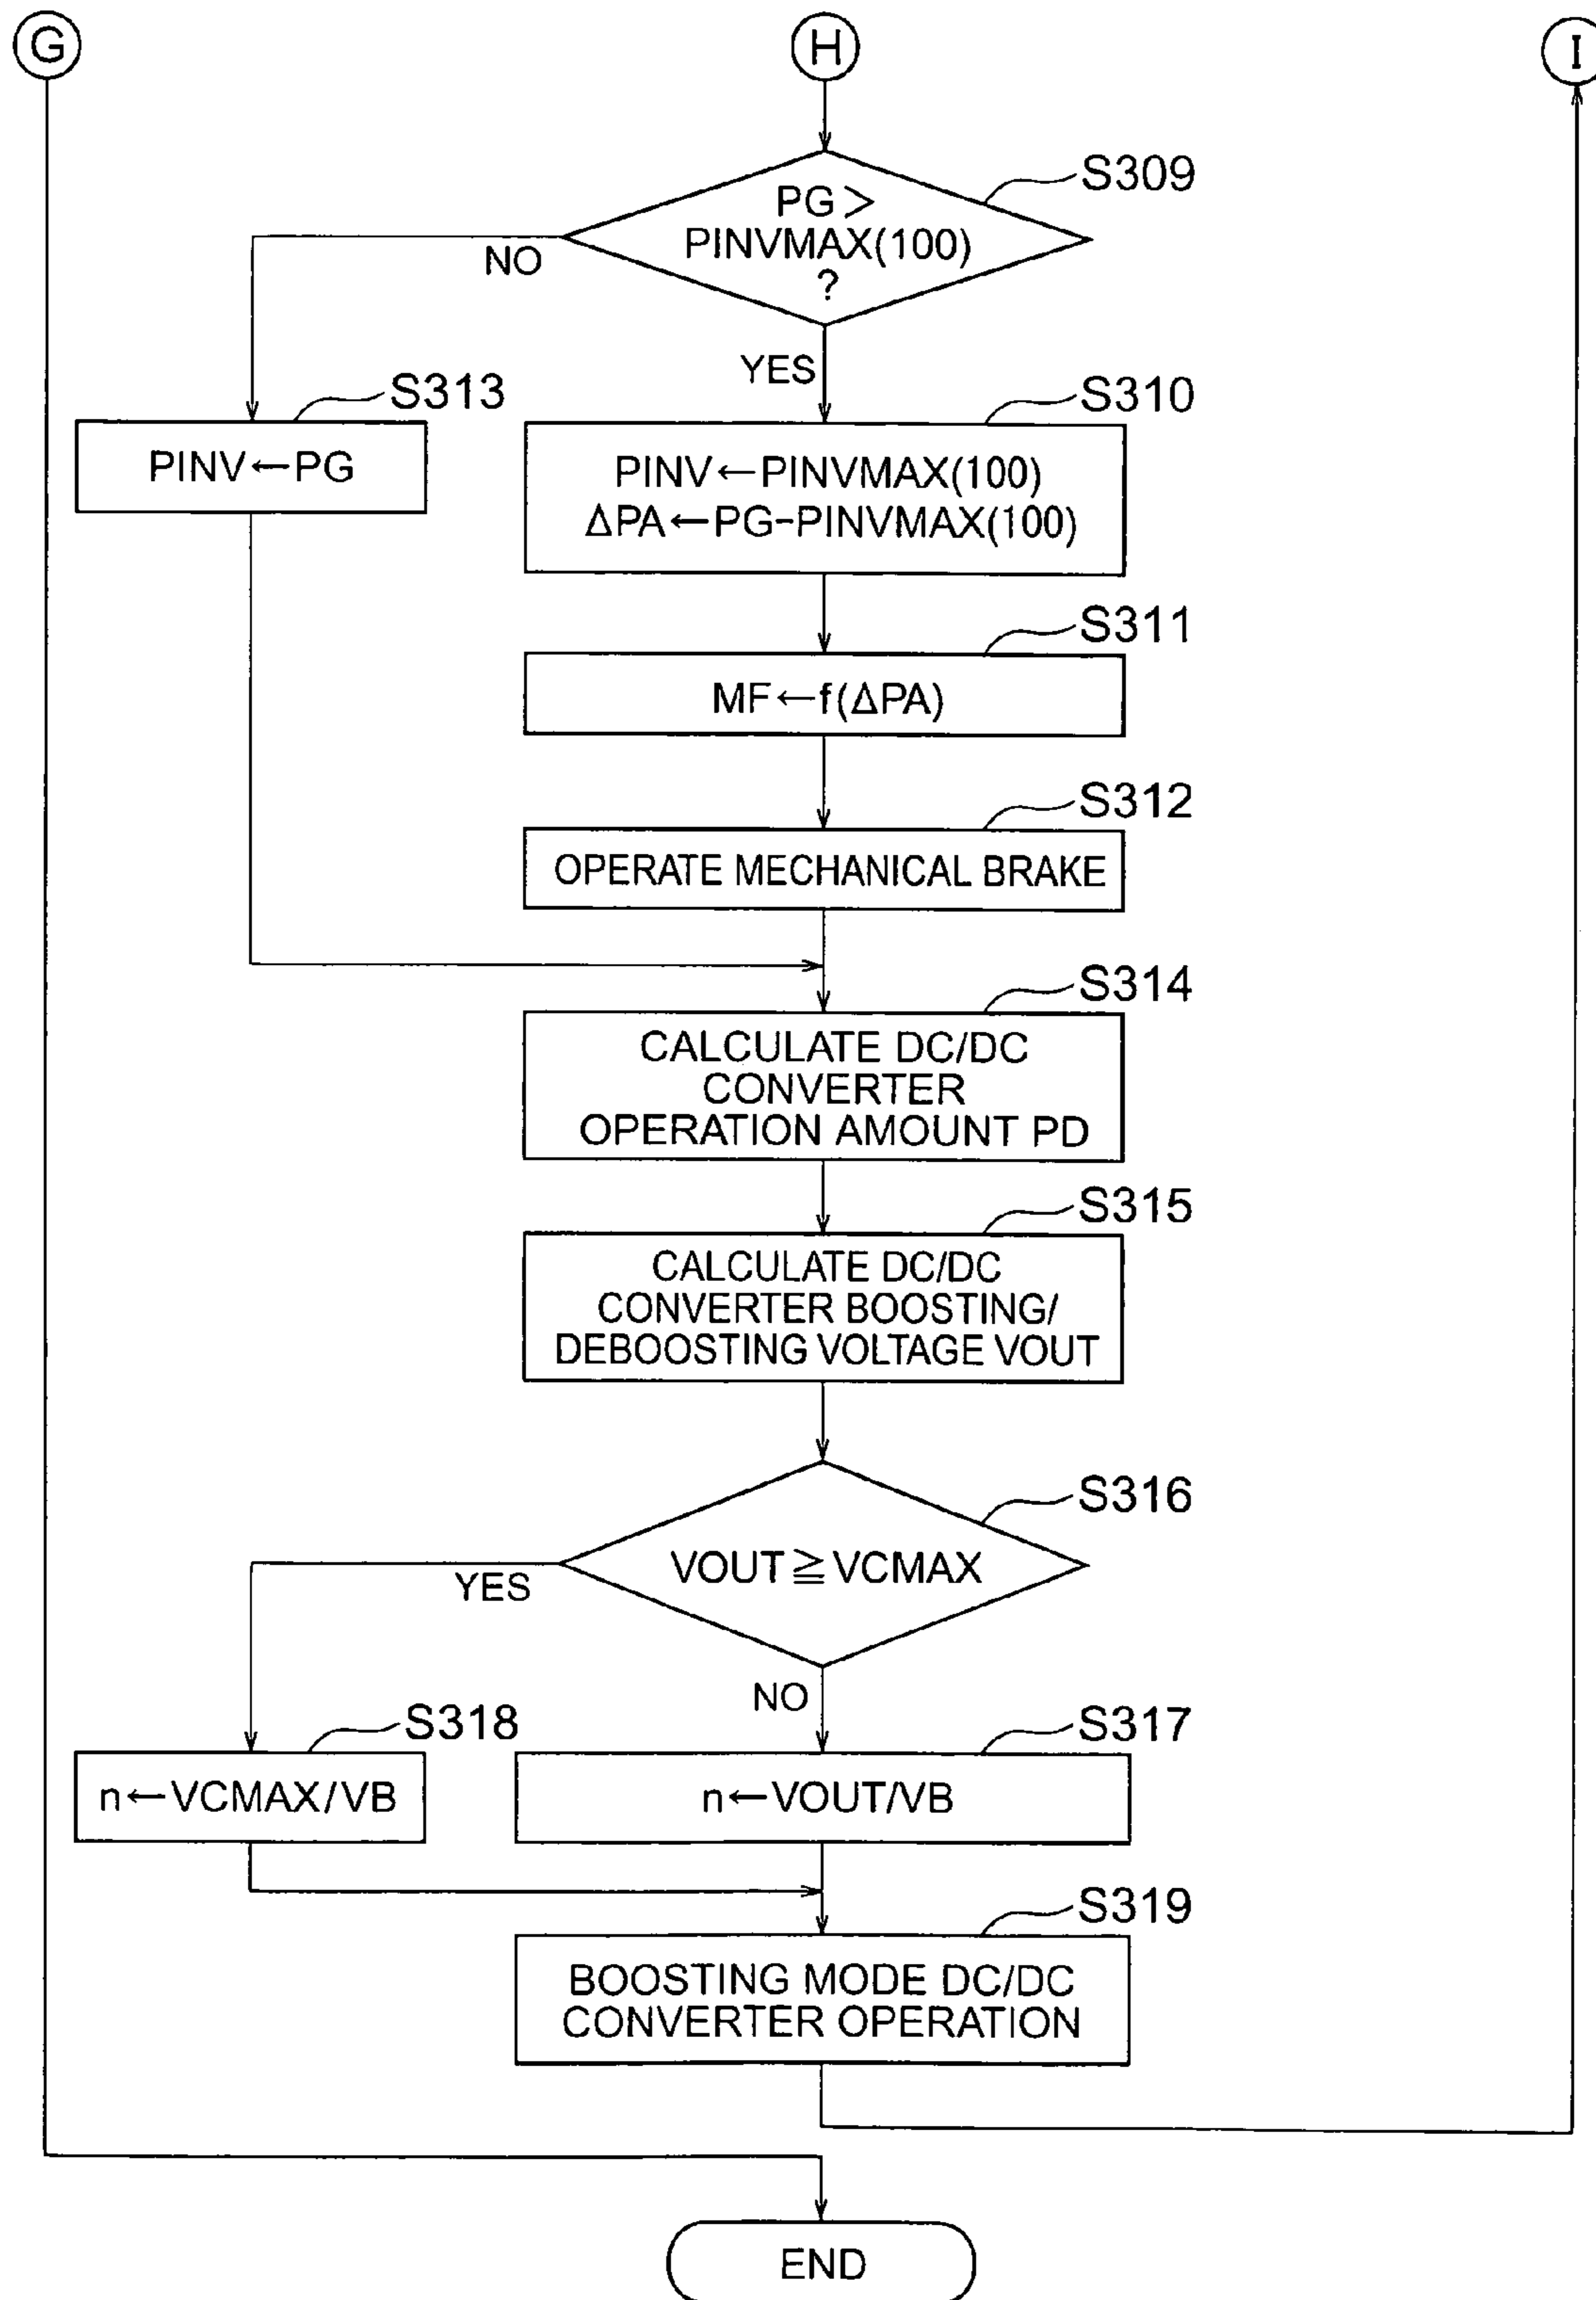 G
H
I
S309
PG>
PINVMAX(100)
?
NO
YES
S313
PINV←PG
S310
PINV←PINVMAX(100)
ΔPA←PG-PINVMAX(100)
S311
MF←f(ΔPA)
S312
OPERATE MECHANICAL BRAKE
S314
CALCULATE DC/DC
CONVERTER
OPERATION AMOUNT PD
S315
CALCULATE DC/DC
CONVERTER BOOSTING/
DEBOOSTING VOLTAGE VOUT
S316
VOUT≧VCMAX
YES
NO
S318
n←VCMAX/VB
S317
n←VOUT/VB
S319
BOOSTING MODE DC/DC
CONVERTER OPERATION
END